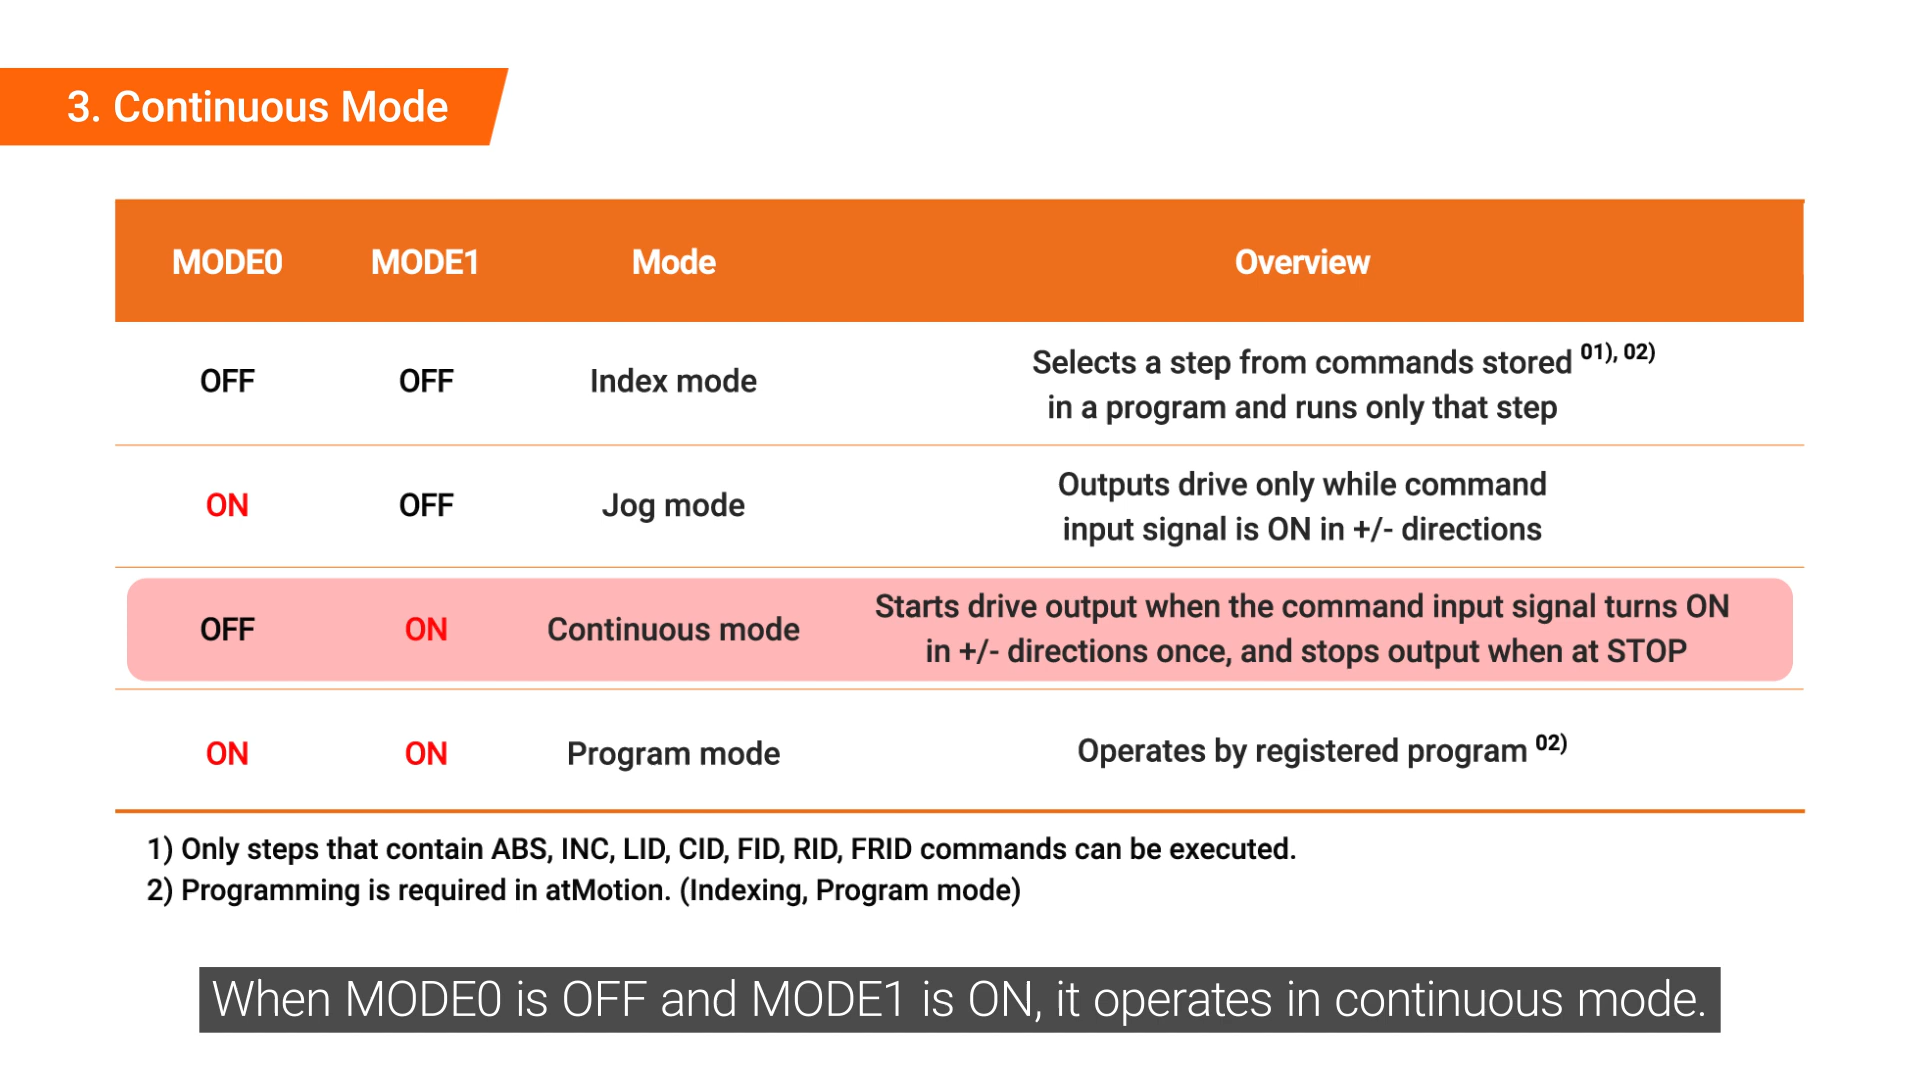 3. Continuous Mode
MODE0 MODE1 Mode Overview
OFF OFF Index mode Selects a step from commands stored 01), 02)
in a program and runs only that step
ON OFF Jog mode Outputs drive only while command
input signal is ON in +/- directions
OFF ON Continuous mode Starts drive output when the command input signal turns ON
in +/- directions once, and stops output when at STOP
ON ON Program mode Operates by registered program 02)
1) Only steps that contain ABS, INC, LID, CID, FID, RID, FRID commands can be executed.
2) Programming is required in atMotion. (Indexing, Program mode)
When MODE0 is OFF and MODE1 is ON, it operates in continuous mode.